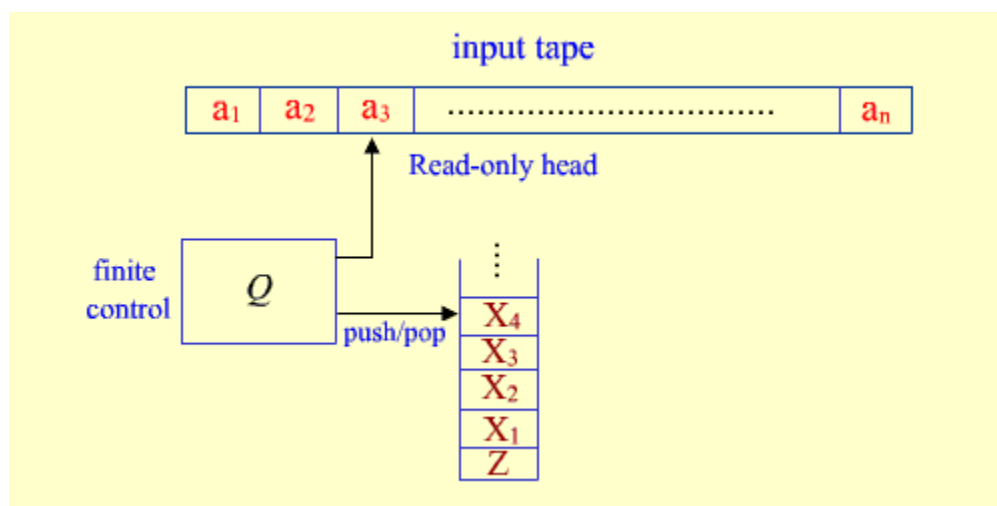 input tape
a1 a2 a3 ................................. an
Read-only head
finite
control
Q
push/pop
X4
X3
X2
X1
Z